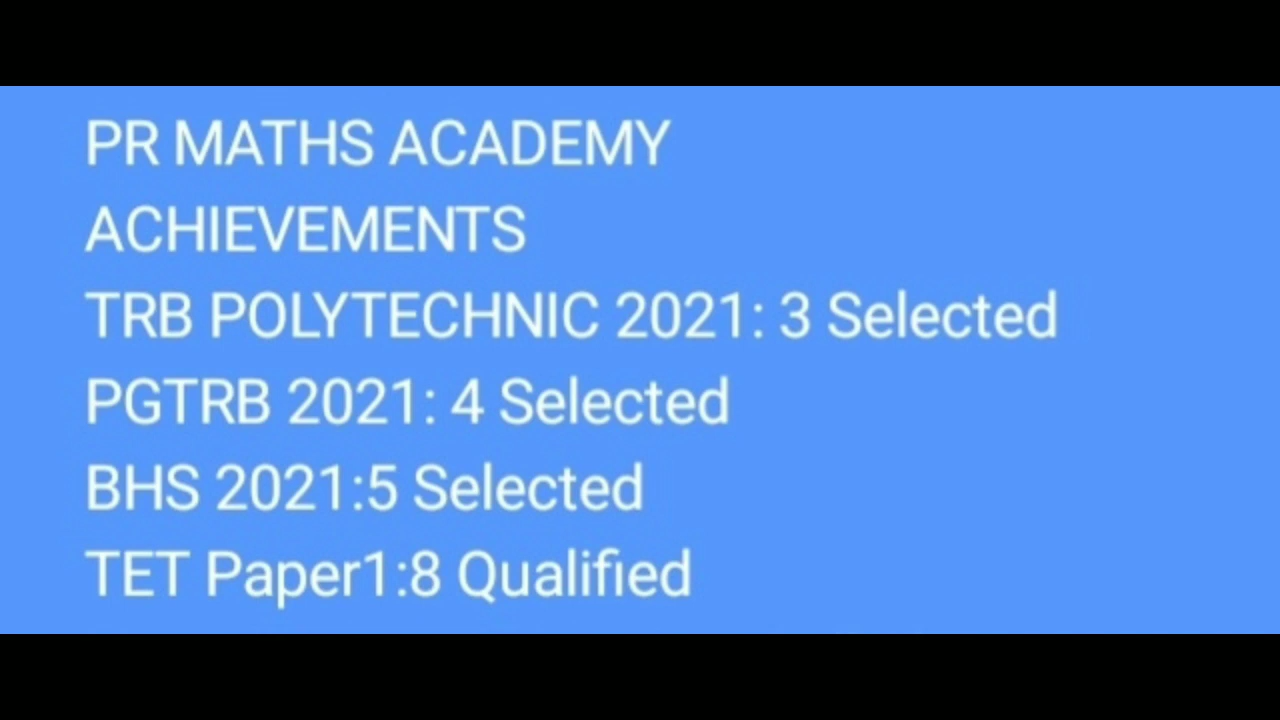 PR MATHS ACADEMY
ACHIEVEMENTS
TRB POLYTECHNIC 2021: 3 Selected
PGTRB 2021: 4 Selected
BHS 2021:5 Selected
TET Paper1:8 Qualified